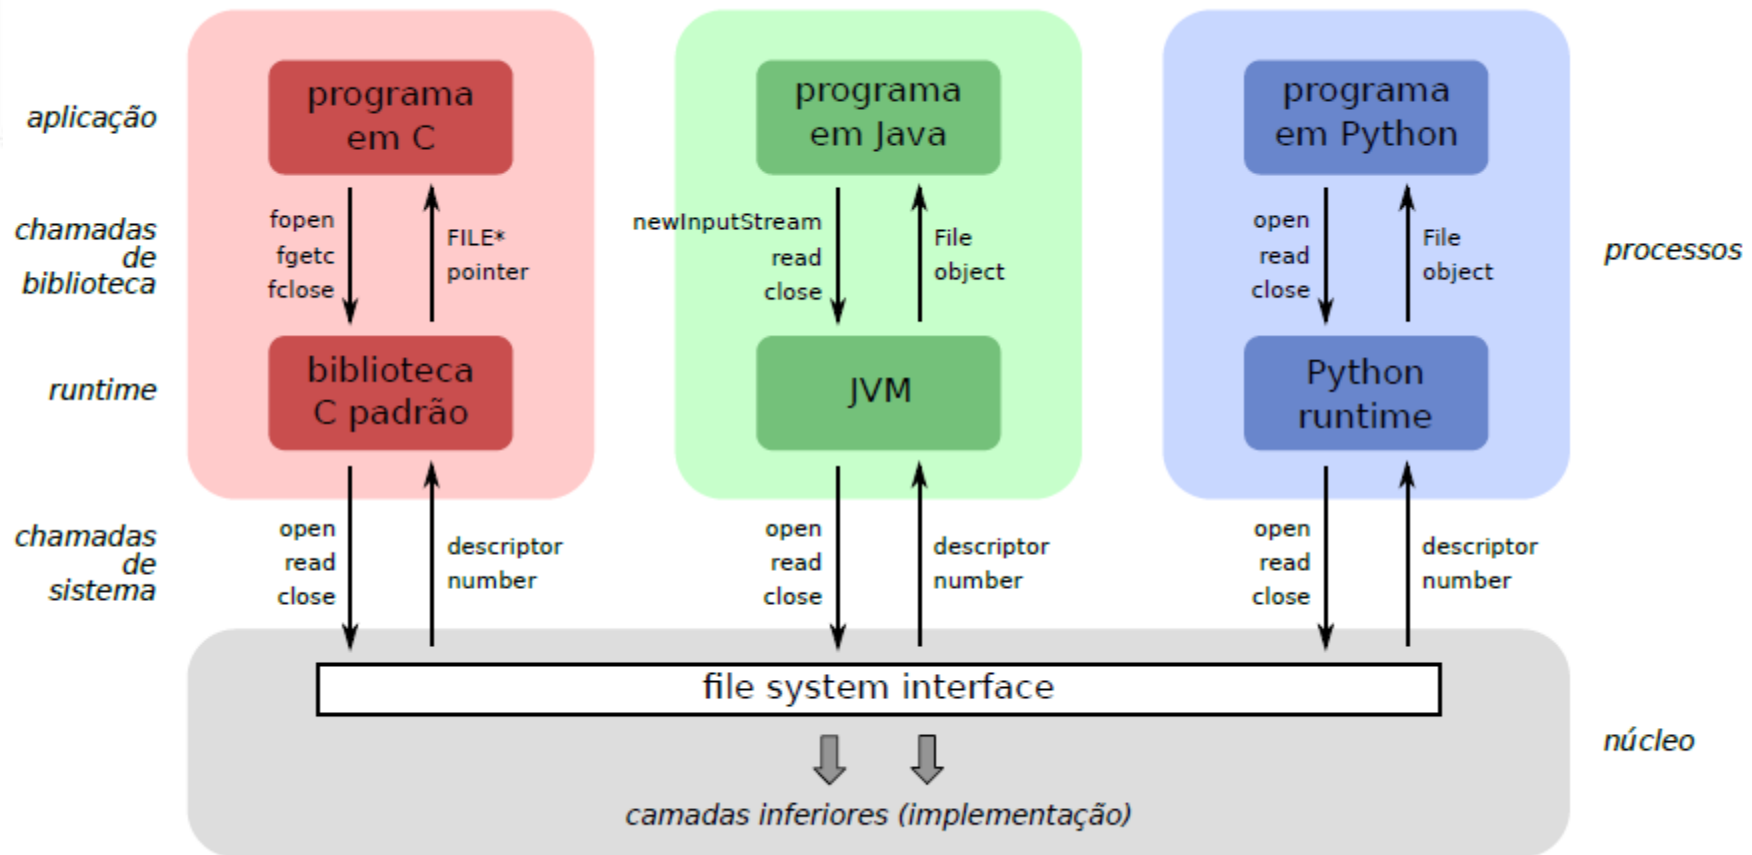 aplicação
programa
em C
programa
em Java
programa
em Python
chamadas
de
biblioteca
fopen
fgetc
fclose
FILE*
pointer
newInputStream
read
close
File
object
open
read
close
File
object
processos
runtime
biblioteca
C padrão
JVM
Python
runtime
chamadas
de
sistema
open
read
close
descriptor
number
open
read
close
descriptor
number
open
read
close
descriptor
number
file system interface
núcleo
camadas inferiores (implementação)